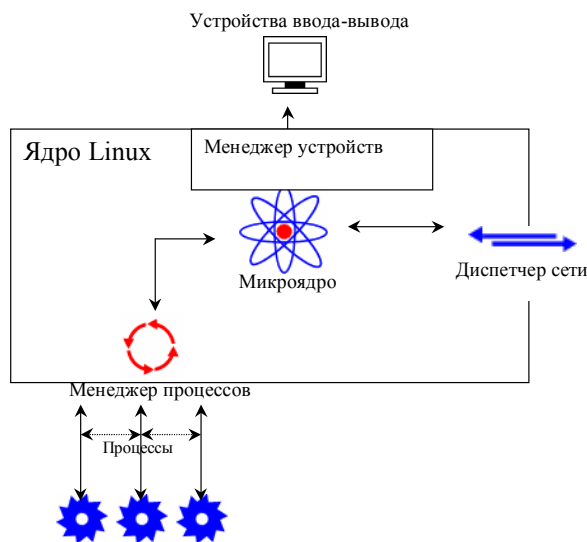 Устройства ввода-вывода
Ядро Linux
Менеджер устройств
Микроядро
Диспетчер сети
Менеджер процессов
Процессы